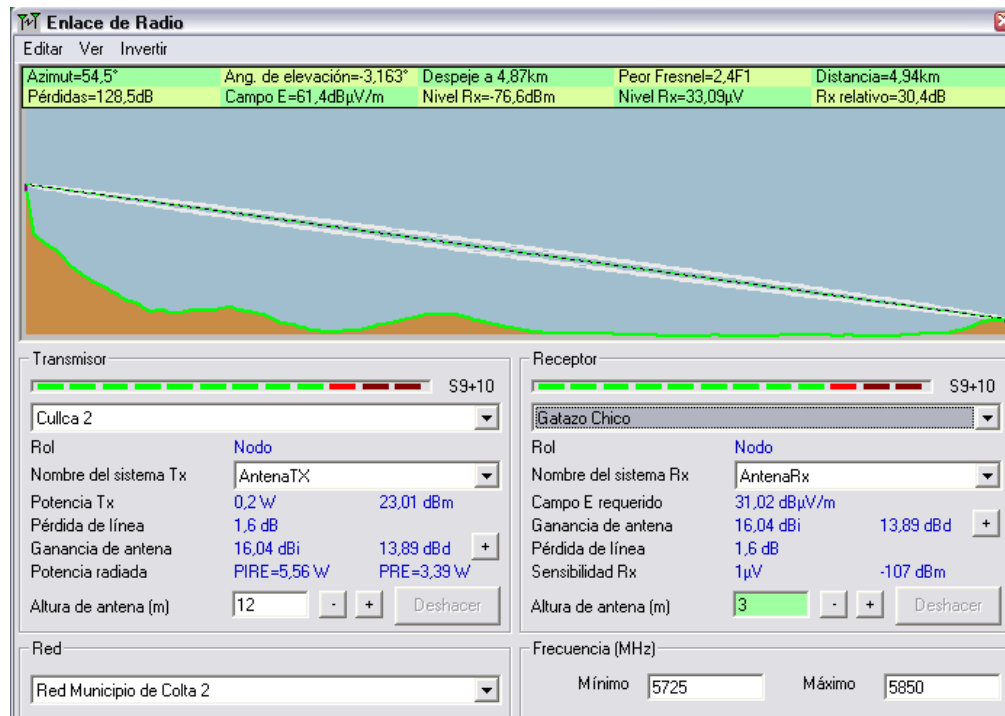 Enlace de Radio
Editar Ver Invertir
Azimut=54,5° Ang. de elevación=-3,163° Despeje a 4,87km Peor Fresnel=2,4F1 Distancia=4,94km
Pérdidas=128,5dB Campo E=61,4dBµV/m Nivel Rx=-76,6dBm Nivel Rx=33,09µV Rx relativo=30,4dB
Transmisor
S9+10
Cullca 2
Rol Nodo
Nombre del sistema Tx AntenaTX
Potencia Tx 0,2 W 23,01 dBm
Pérdida de línea 1,6 dB
Ganancia de antena 16,04 dBi 13,89 dBd +
Potencia radiada PIRE=5,56 W PRE=3,39 W
Altura de antena (m) 12 - + Deshacer
Red
Red Municipio de Colta 2
Receptor
S9+10
Gatazo Chico
Rol Nodo
Nombre del sistema Rx AntenaRx
Campo E requerido 31,02 dBµV/m
Ganancia de antena 16,04 dBi 13,89 dBd +
Pérdida de línea 1,6 dB
Sensibilidad Rx 1µV -107 dBm
Altura de antena (m) 3 - + Deshacer
Frecuencia (MHz)
Mínimo 5725 Máximo 5850